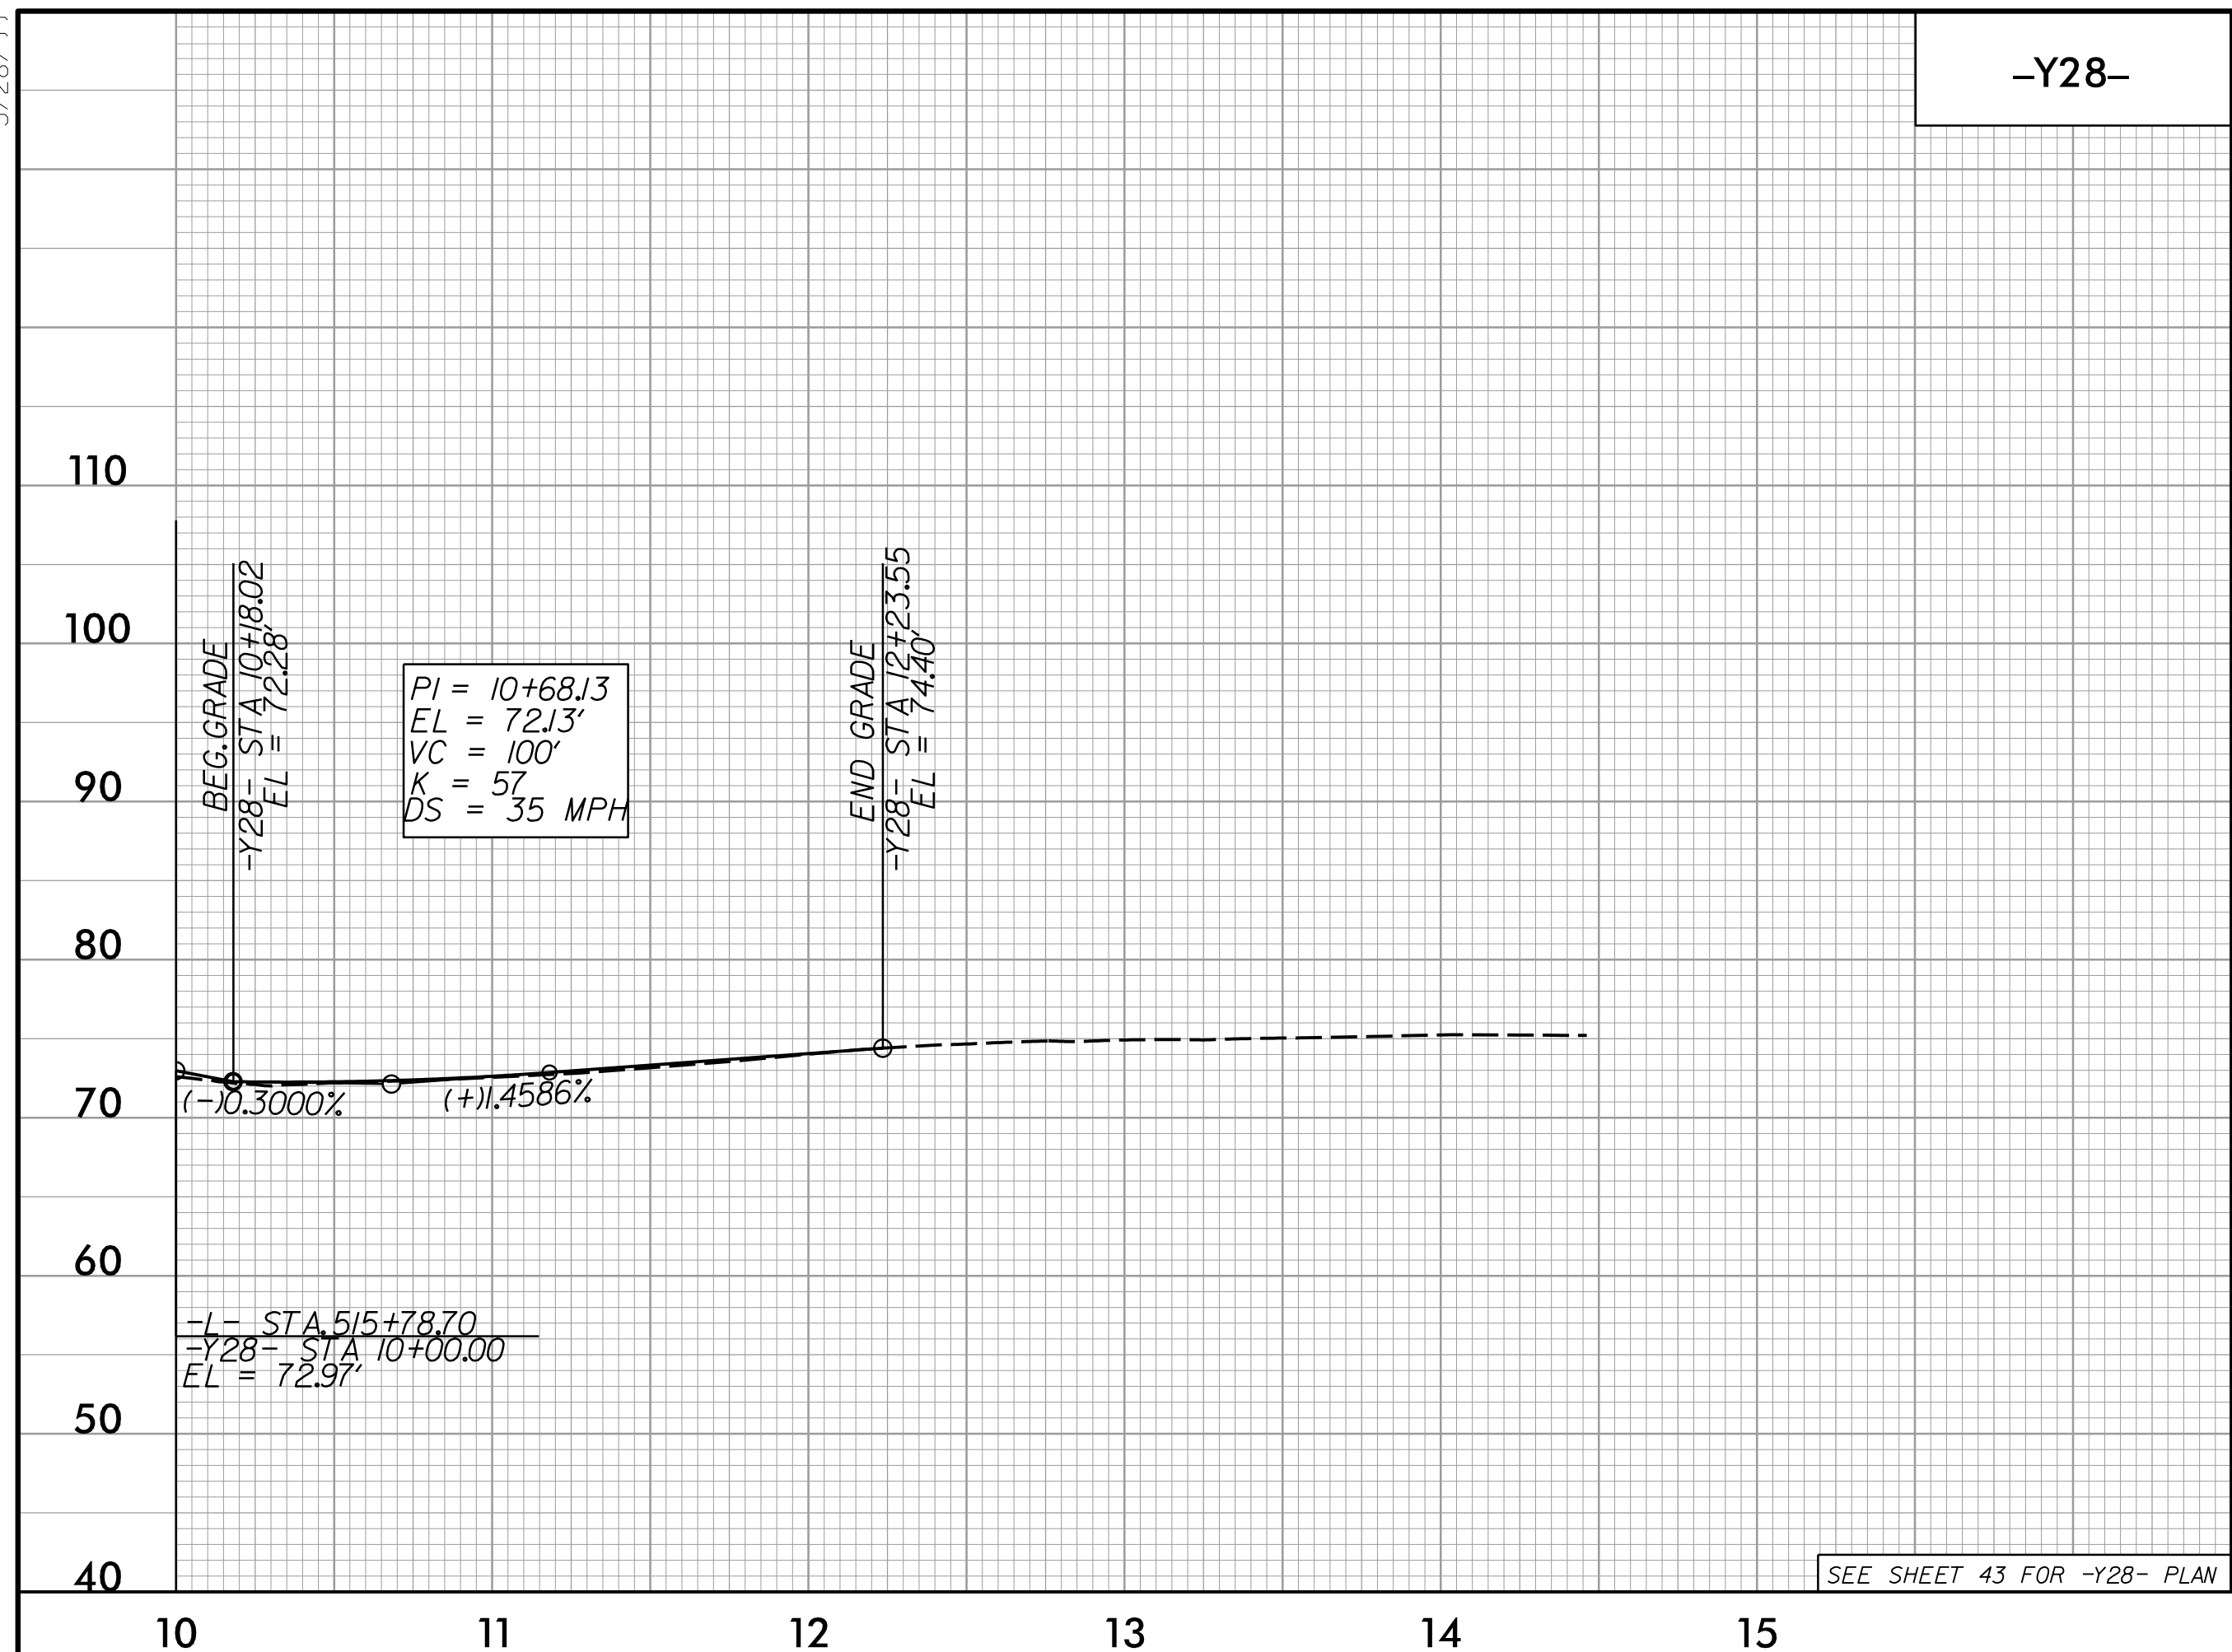 –Y28–
110
100
90
80
70
60
50
40
BEG.GRADE
-Y28- STA 10+18.02
EL = 72.28'
PI = 10+68.13
EL = 72.13'
VC = 100'
K = 57
DS = 35 MPH
END GRADE
-Y28- STA 12+23.55
EL = 74.40'
(-)0.3000%
(+)1.4586%
-L- STA.515+78.70
-Y28- STA 10+00.00
EL = 72.97'
SEE SHEET 43 FOR -Y28- PLAN
10 11 12 13 14 15